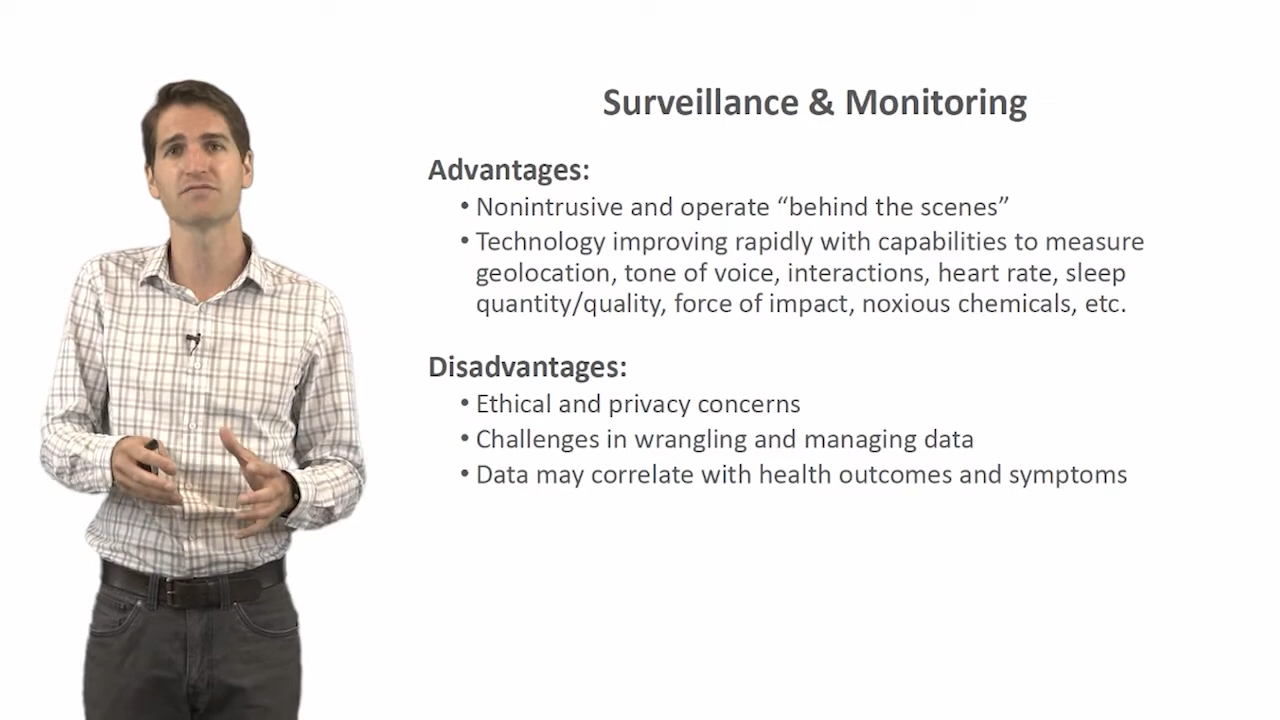 Surveillance & Monitoring
Advantages:
• Nonintrusive and operate “behind the scenes”
• Technology improving rapidly with capabilities to measure
geolocation, tone of voice, interactions, heart rate, sleep
quantity/quality, force of impact, noxious chemicals, etc.
Disadvantages:
• Ethical and privacy concerns
• Challenges in wrangling and managing data
• Data may correlate with health outcomes and symptoms